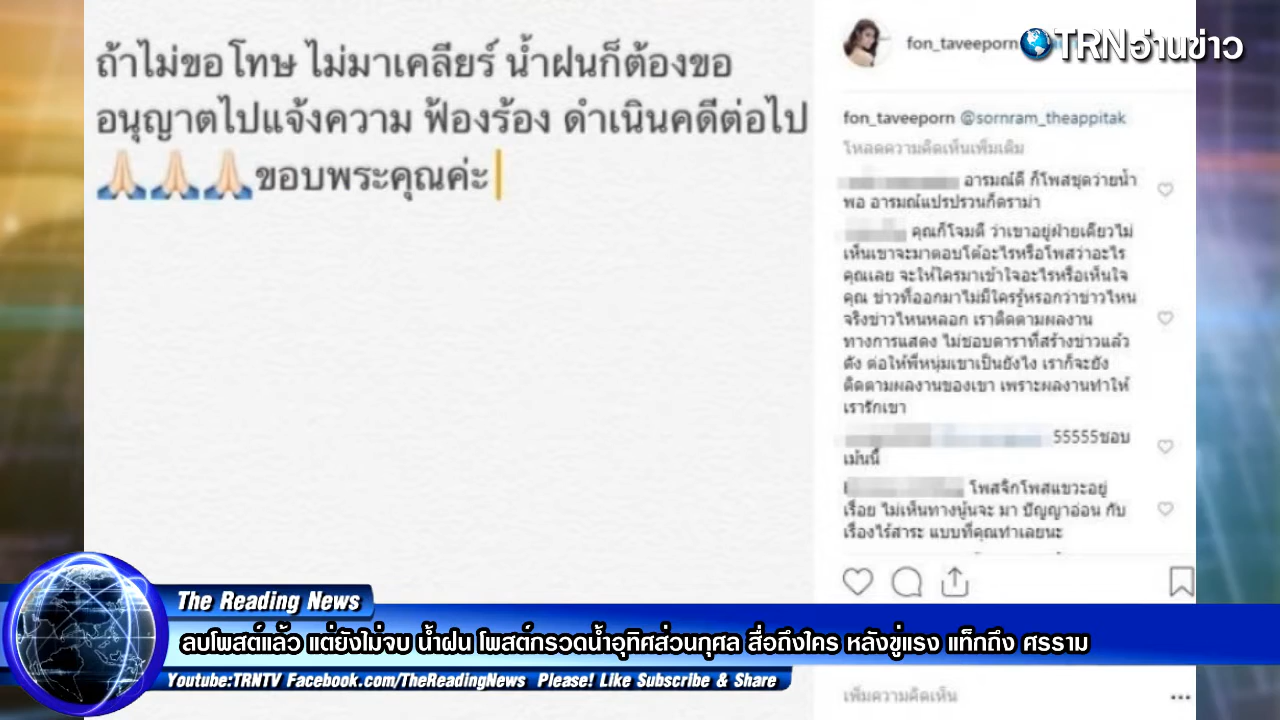 ถ้าไม่ขอโทษ ไม่มาเคลียร์ น้ำฝนก็ต้องขอ
อนุญาตไปแจ้งความ ฟ้องร้อง ดำเนินคดีต่อไป
🙏🙏🙏ขอบพระคุณค่ะ
fon_taveeporn
TRNอ่านข่าว
fon_taveeporn @sornram_theappitak
โหลดความคิดเห็นเพิ่มเติม
อารมณ์ดี ก็โพสชุดว่ายน้ำ
พอ อารมณ์แปรปรวนก็ดราม่า
คุณก็โจมตี ว่าเขาอยู่ฝ่ายเดียวไม่
เห็นเขาจะมาตอบโต้อะไรหรือโพสว่าอะไร
คุณเลย จะให้ใครมาเข้าใจอะไรหรือเห็นใจ
คุณ ข่าวที่ออกมาไม่มีใครรู้หรอกว่าข่าวไหน
จริงข่าวไหนหลอก เราติดตามผลงาน
ทางการแสดง ไม่ชอบดาราที่สร้างข่าวแล้ว
ดัง ต่อให้พี่หนุ่มเขาเป็นยังไง เราก็จะยัง
ติดตามผลงานของเขา เพราะผลงานทำให้
เรารักเขา
55555ชอบ
เม้นนี้
โพสจิกโพสแขวะอยู่
เรื่อย ไม่เห็นทางนู้นจะ มา ปัญญาอ่อน กับ
เรื่องไร้สาระ แบบที่คุณทำเลยนะ
เพิ่มความคิดเห็น
The Reading News
ลบโพสต์แล้ว แต่ยังไม่จบ น้ำฝน โพสต์กรวดน้ำอุทิศส่วนกุศล สื่อถึงใคร หลังขู่แรง แท็กถึง ศรราม
Youtube:TRNTV Facebook.com/TheReadingNews Please! Like Subscribe & Share